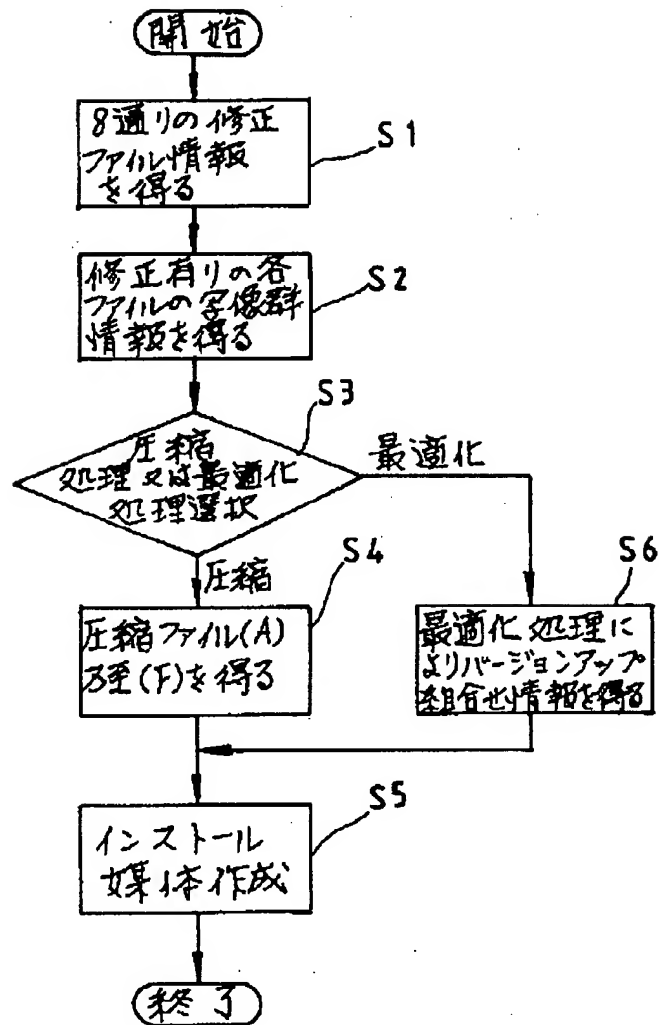 開始
8通りの修正
ファイル情報
を得る
S1
修正有りの各
ファイルの字像群
情報を得る
S2
S3
圧縮
処理又は最適化
処理選択
最適化
圧縮
S4
圧縮ファイル(A)
乃至(F)を得る
S6
最適化処理に
よりバージョンアップ
組合せ情報を得る
S5
インストール
媒体作成
終了